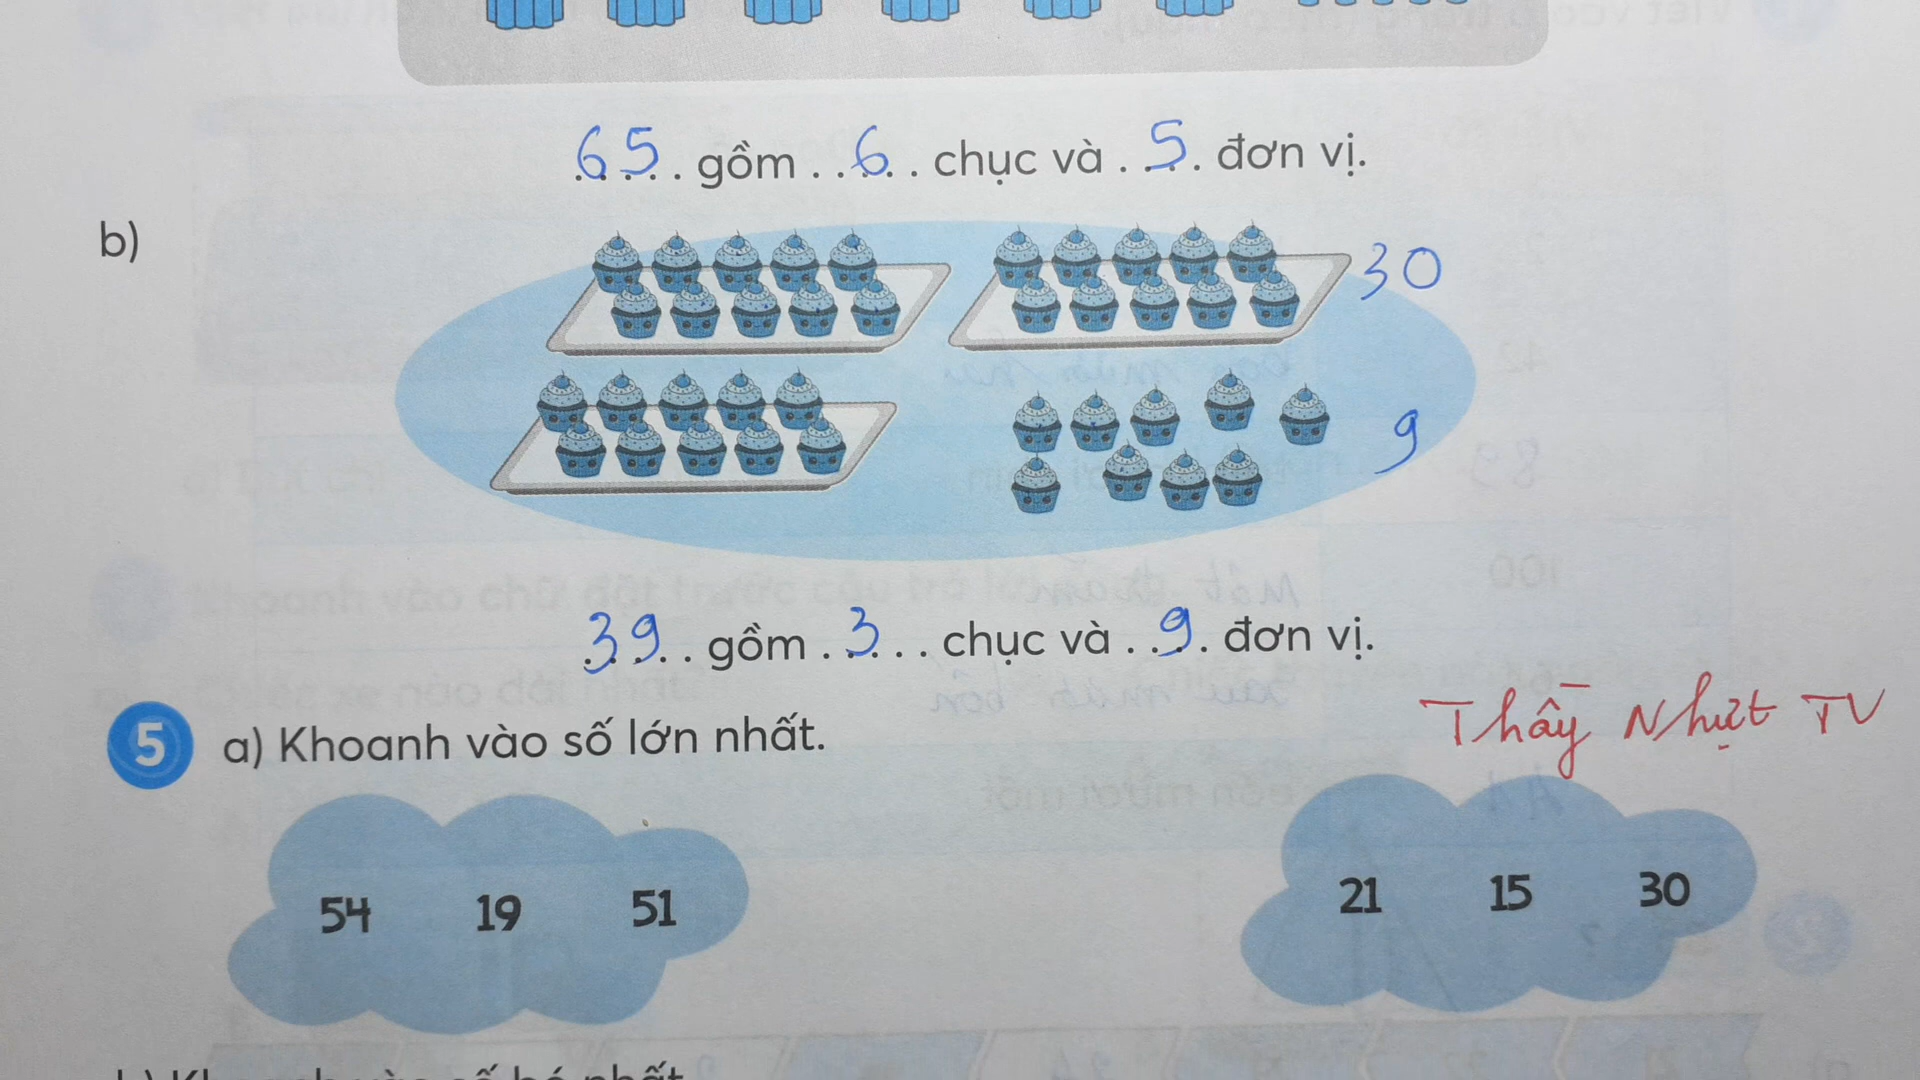 65 gồm 6 chục và 5 đơn vị.
b)
30
9
39 gồm 3 chục và 9 đơn vị.
Thầy Nhựt TV
5 a) Khoanh vào số lớn nhất.
54 19 51
21 15 30